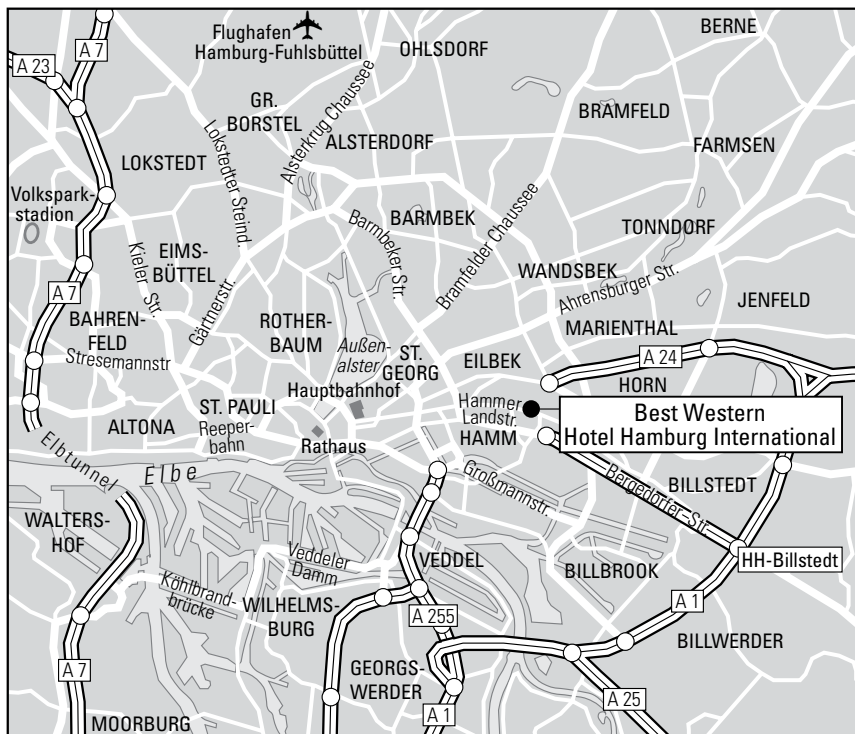 Flughafen
Hamburg-Fuhlsbüttel
OHLSDORF
BERNE
A 7
A 23
GR.
BORSTEL
Alsterkrug Chaussee
BRAMFELD
LOKSTEDT
Lokstedter Steind.
ALSTERDORF
FARMSEN
Volkspark-
stadion
BARMBEK
Barmbeker Str.
Bramfelder Chaussee
TONNDORF
Kieler Str.
EIMS-
BÜTTEL
WANDSBEK
Ahrensburger Str.
A 7
Gärtnerstr.
JENFELD
BAHREN-
FELD
ROTHER-
BAUM
MARIENTHAL
Stresemannstr
Außen-
alster
ST.
GEORG
EILBEK
A 24
Hauptbahnhof
HORN
ALTONA
ST. PAULI
Reeper-
bahn
Rathaus
Hammer
Landstr.
HAMM
Best Western
Hotel Hamburg International
Elbtunnel
Elbe
Großmannstr.
Bergedorfer-Str.
BILLSTEDT
WALTERS-
HOF
Veddeler
Damm
VEDDEL
BILLBROOK
HH-Billstedt
Köhlbrand-
brücke
WILHELMS-
BURG
A 255
A 1
BILLWERDER
A 7
GEORGS-
WERDER
A 1
A 25
MOORBURG